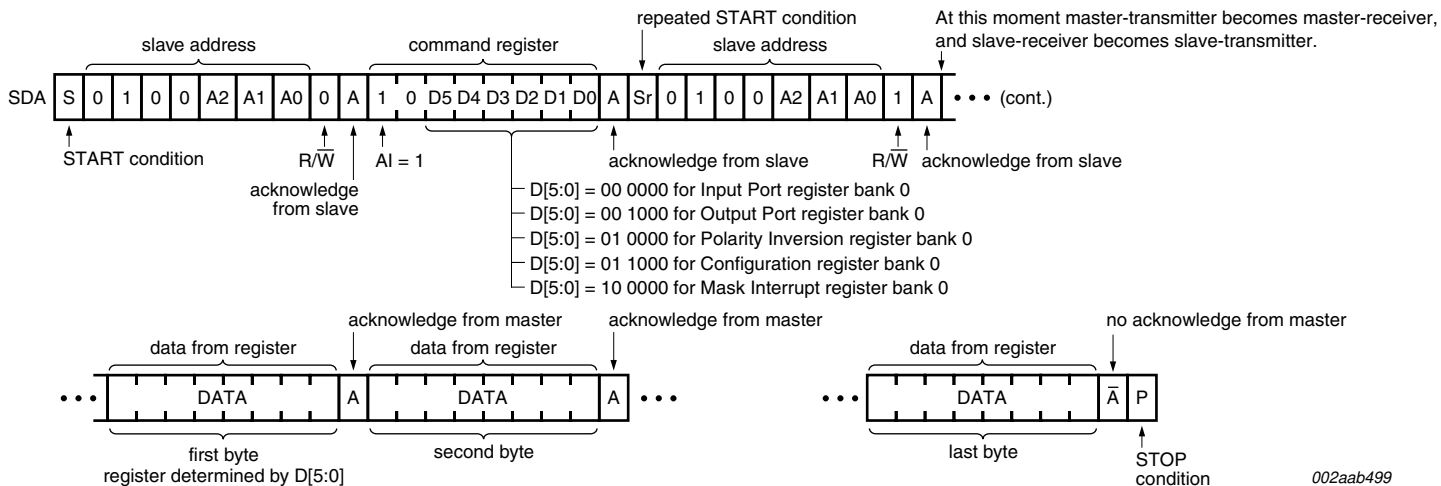 repeated START condition
At this moment master-transmitter becomes master-receiver,
and slave-receiver becomes slave-transmitter.
slave address
command register
slave address
SDA S 0 1 0 0 A2 A1 A0 0 A 1 0 D5 D4 D3 D2 D1 D0 A Sr 0 1 0 0 A2 A1 A0 1 A • • • (cont.)
START condition
R/W̅
AI = 1
acknowledge from slave
R/W̅
acknowledge from slave
acknowledge
from slave
D[5:0] = 00 0000 for Input Port register bank 0
D[5:0] = 00 1000 for Output Port register bank 0
D[5:0] = 01 0000 for Polarity Inversion register bank 0
D[5:0] = 01 1000 for Configuration register bank 0
D[5:0] = 10 0000 for Mask Interrupt register bank 0
acknowledge from master
acknowledge from master
no acknowledge from master
data from register
data from register
data from register
• • • DATA A DATA A • • • • • • DATA A̅ P
first byte
register determined by D[5:0]
second byte
last byte
STOP
condition
002aab499